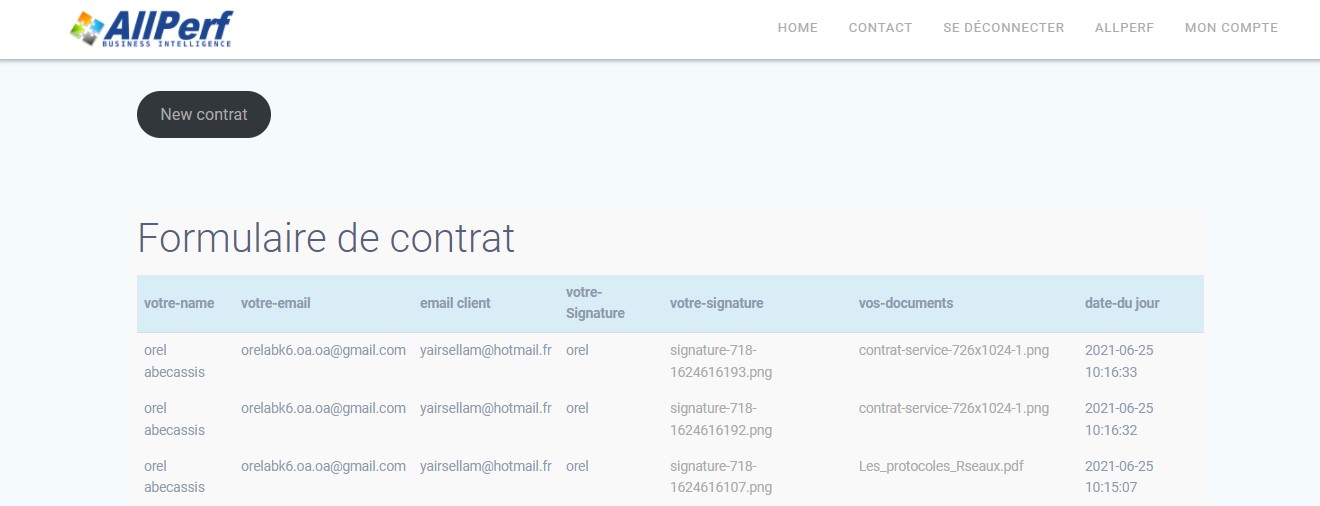 AllPerf
BUSINESS INTELLIGENCE
HOME CONTACT SE DÉCONNECTER ALLPERF MON COMPTE
New contrat
Formulaire de contrat
votre-name votre-email email client votre-Signature votre-signature vos-documents date-du jour
orel abecassis orelabk6.oa.oa@gmail.com yairsellam@hotmail.fr orel signature-718-1624616193.png contrat-service-726x1024-1.png 2021-06-25 10:16:33
orel abecassis orelabk6.oa.oa@gmail.com yairsellam@hotmail.fr orel signature-718-1624616192.png contrat-service-726x1024-1.png 2021-06-25 10:16:32
orel abecassis orelabk6.oa.oa@gmail.com yairsellam@hotmail.fr orel signature-718-1624616107.png Les_protocoles_Rseaux.pdf 2021-06-25 10:15:07